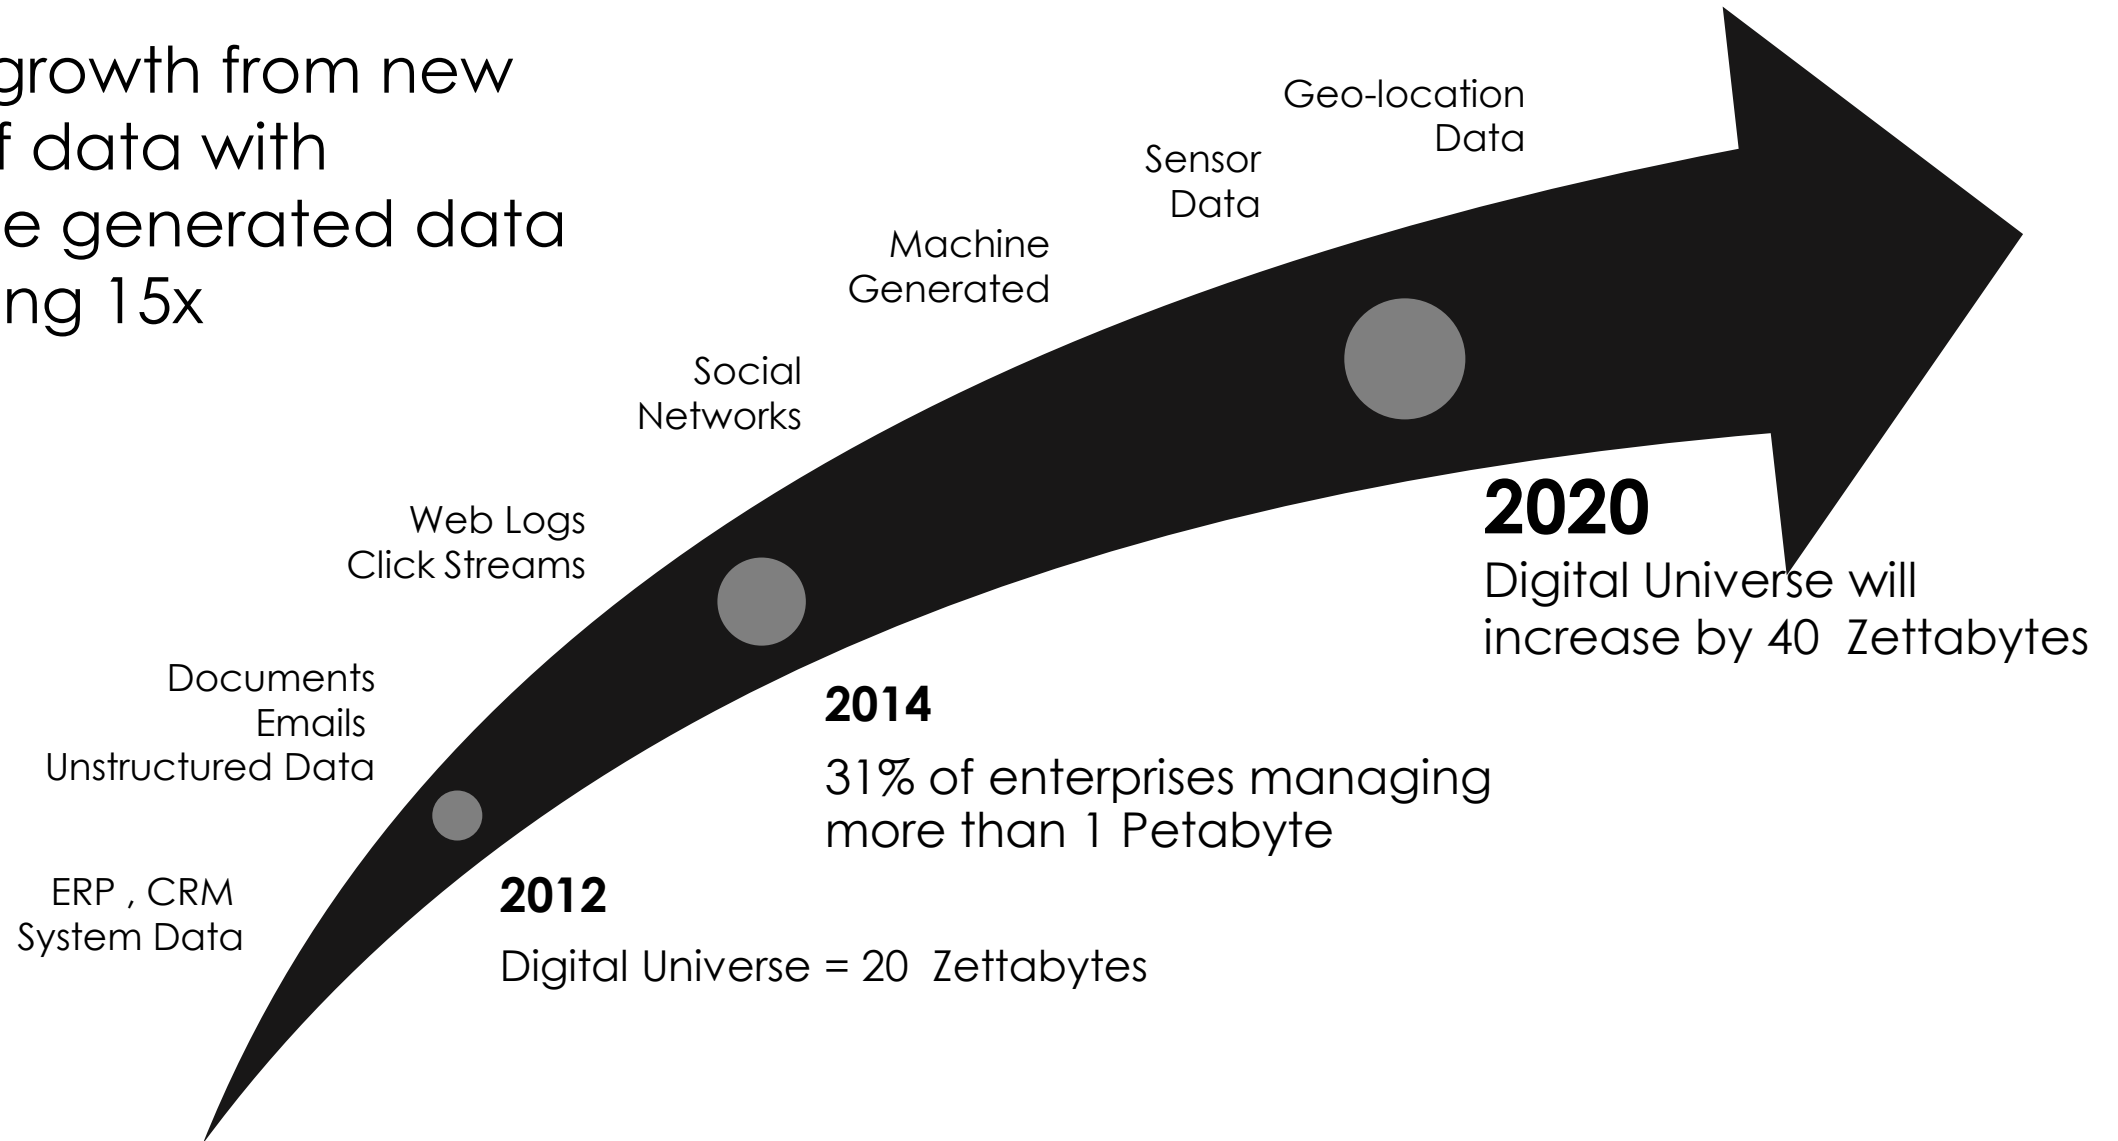 growth from new
f data with
e generated data
ng 15x
Geo-location
Data
Sensor
Data
Machine
Generated
Social
Networks
Web Logs
Click Streams
Documents
Emails
Unstructured Data
ERP , CRM
System Data
2020
Digital Universe will
increase by 40 Zettabytes
2014
31% of enterprises managing
more than 1 Petabyte
2012
Digital Universe = 20 Zettabytes